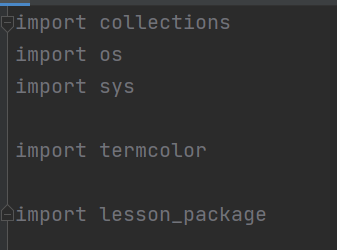 import collections
import os
import sys
import termcolor
import lesson_package